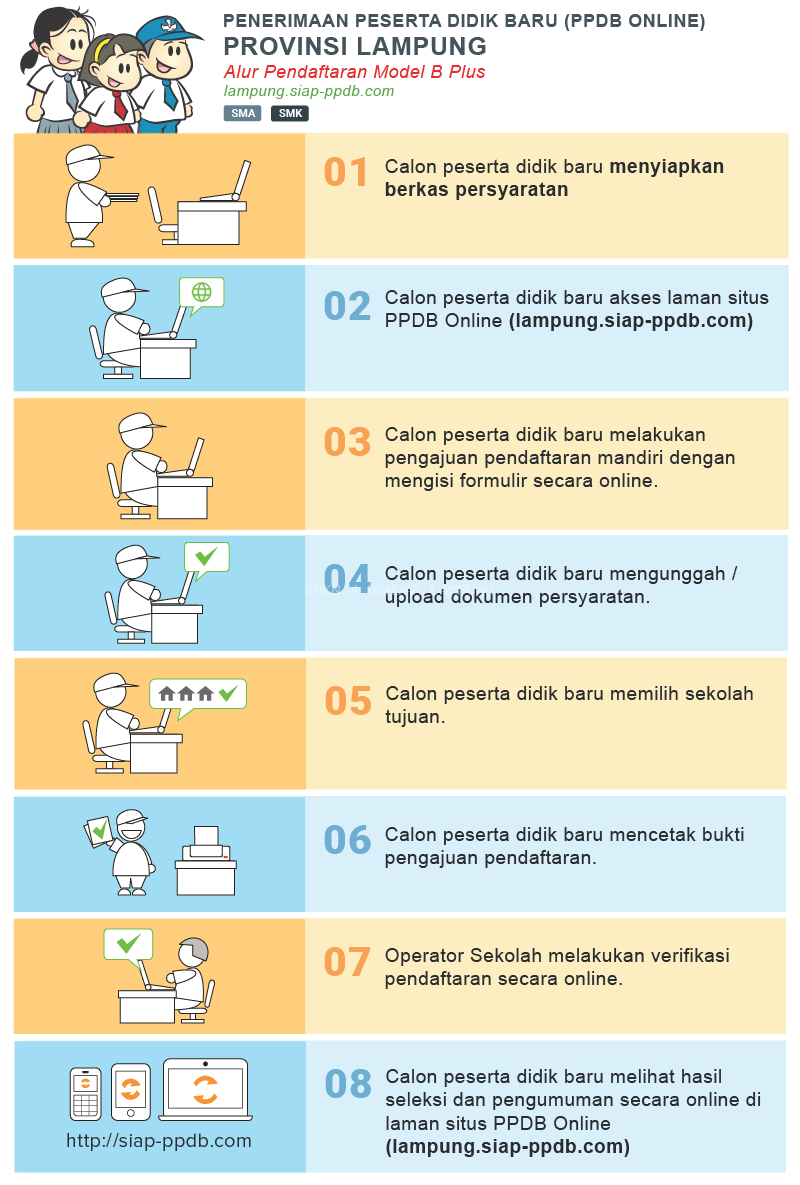 PENERIMAAN PESERTA DIDIK BARU (PPDB ONLINE)
PROVINSI LAMPUNG
Alur Pendaftaran Model B Plus
lampung.siap-ppdb.com
SMA SMK
01 Calon peserta didik baru menyiapkan
berkas persyaratan
02 Calon peserta didik baru akses laman situs
PPDB Online (lampung.siap-ppdb.com)
03 Calon peserta didik baru melakukan
pengajuan pendaftaran mandiri dengan
mengisi formulir secara online.
04 Calon peserta didik baru mengunggah /
upload dokumen persyaratan.
05 Calon peserta didik baru memilih sekolah
tujuan.
06 Calon peserta didik baru mencetak bukti
pengajuan pendaftaran.
07 Operator Sekolah melakukan verifikasi
pendaftaran secara online.
08 Calon peserta didik baru melihat hasil
seleksi dan pengumuman secara online di
laman situs PPDB Online
(lampung.siap-ppdb.com)
http://siap-ppdb.com